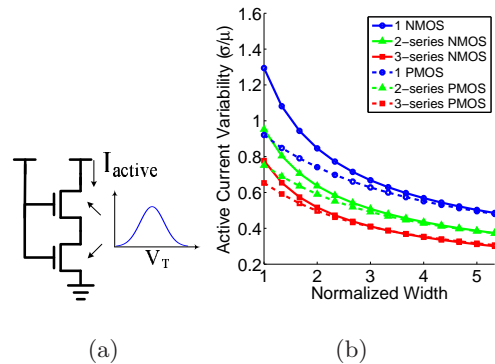 I_active
V_T
(a)
Active Current Variability (σ/μ)
1.6
1.4
1.2
1
0.8
0.6
0.4
0.2
1 NMOS
2−series NMOS
3−series NMOS
1 PMOS
2−series PMOS
3−series PMOS
1 2 3 4 5
Normalized Width
(b)